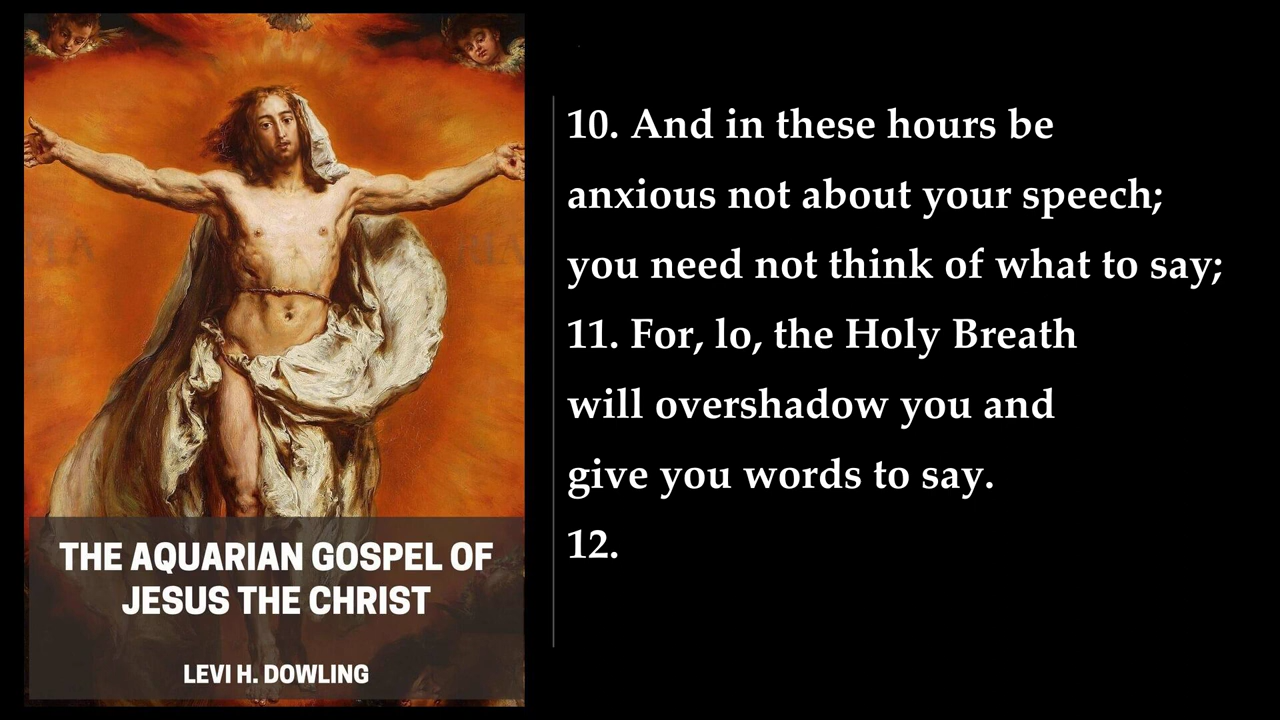 THE AQUARIAN GOSPEL OF
JESUS THE CHRIST
LEVI H. DOWLING
10. And in these hours be
anxious not about your speech;
you need not think of what to say;
11. For, lo, the Holy Breath
will overshadow you and
give you words to say.
12.